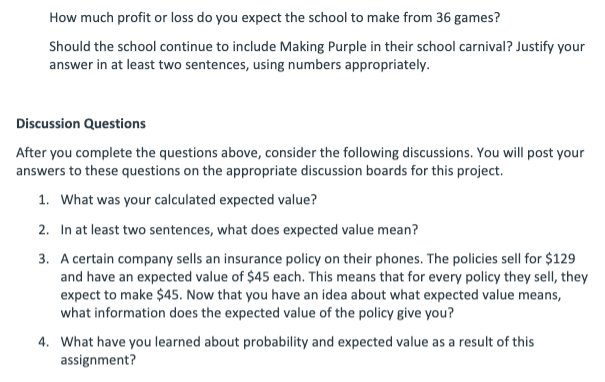 How much profit or loss do you expect the school to make from 36 games?
Should the school continue to include Making Purple in their school carnival? Justify your
answer in at least two sentences, using numbers appropriately.
Discussion Questions
After you complete the questions above, consider the following discussions. You will post your
answers to these questions on the appropriate discussion boards for this project.
1. What was your calculated expected value?
2. In at least two sentences, what does expected value mean?
3. A certain company sells an insurance policy on their phones. The policies sell for $129
and have an expected value of $45 each. This means that for every policy they sell, they
expect to make $45. Now that you have an idea about what expected value means,
what information does the expected value of the policy give you?
4. What have you learned about probability and expected value as a result of this
assignment?